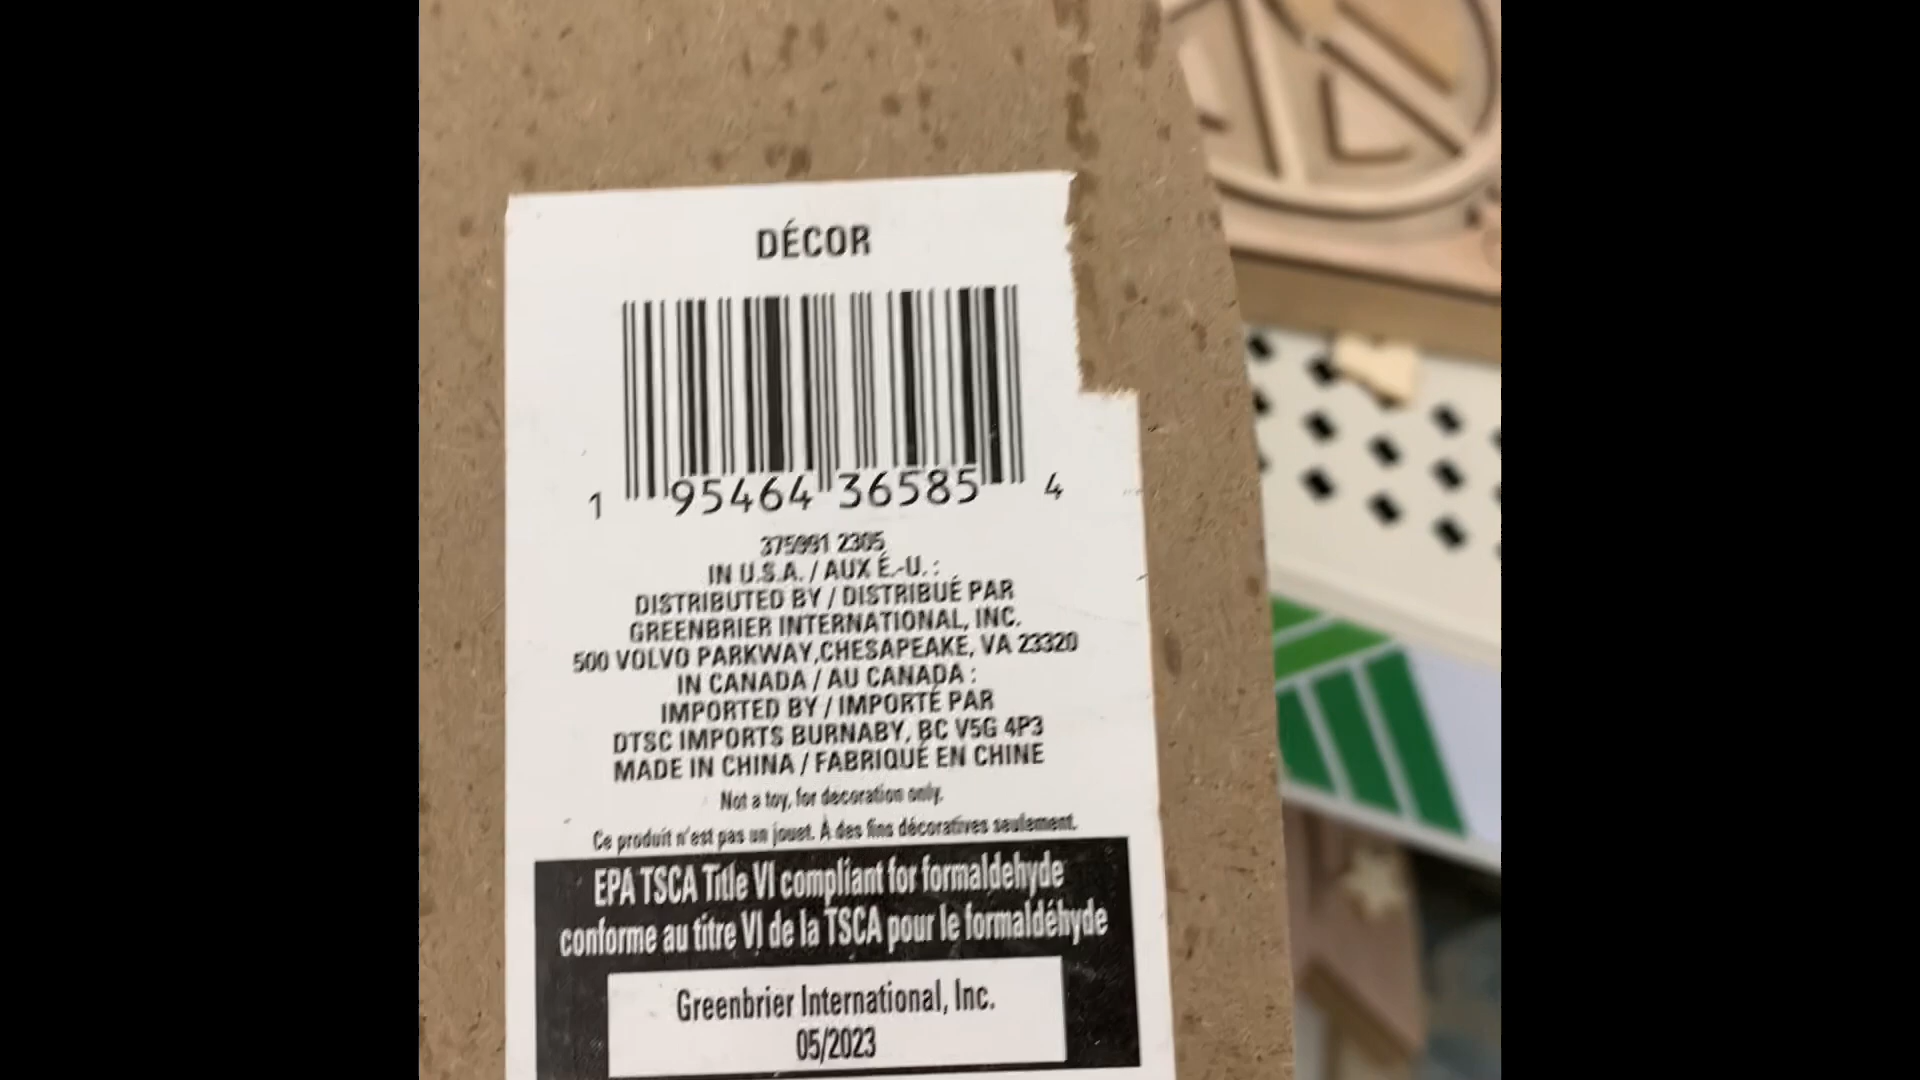 DÉCOR
1 95464 36585 4
375991 2305
IN U.S.A. / AUX É.-U. :
DISTRIBUTED BY / DISTRIBUÉ PAR
GREENBRIER INTERNATIONAL, INC.
500 VOLVO PARKWAY,CHESAPEAKE, VA 23320
IN CANADA / AU CANADA :
IMPORTED BY / IMPORTÉ PAR
DTSC IMPORTS BURNABY, BC V5G 4P3
MADE IN CHINA / FABRIQUÉ EN CHINE
Not a toy, for decoration only.
Ce produit n'est pas un jouet. À des fins décoratives seulement.
EPA TSCA Title VI compliant for formaldehyde
conforme au titre VI de la TSCA pour le formaldéhyde
Greenbrier International, Inc.
05/2023